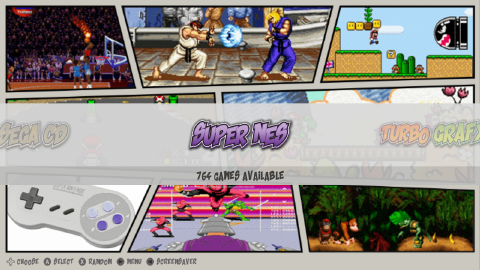 SEGA CD
SUPER NES
TURBO GRAFX
764 GAMES AVAILABLE
CHOOSE A SELECT X RANDOM MENU SCREENSAVER